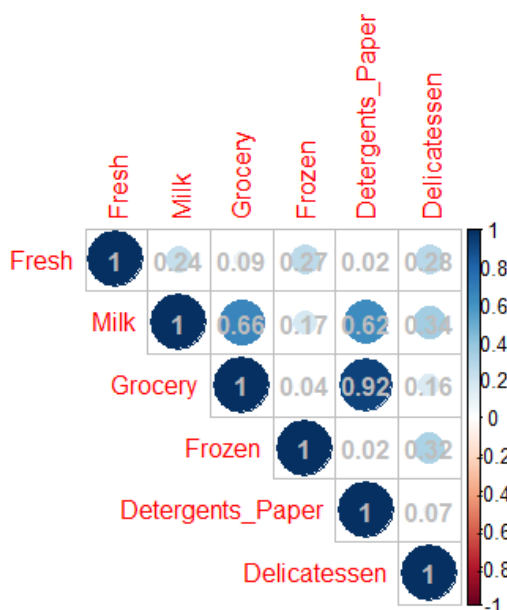 Fresh
Milk
Grocery
Frozen
Detergents_Paper
Delicatessen
Fresh 1 0.24 0.09 0.27 0.02 0.28
Milk 1 0.66 0.17 0.62 0.34
Grocery 1 0.04 0.92 0.16
Frozen 1 0.02 0.32
Detergents_Paper 1 0.07
Delicatessen 1
1
0.8
0.6
0.4
0.2
0
-0.2
-0.4
-0.6
-0.8
-1